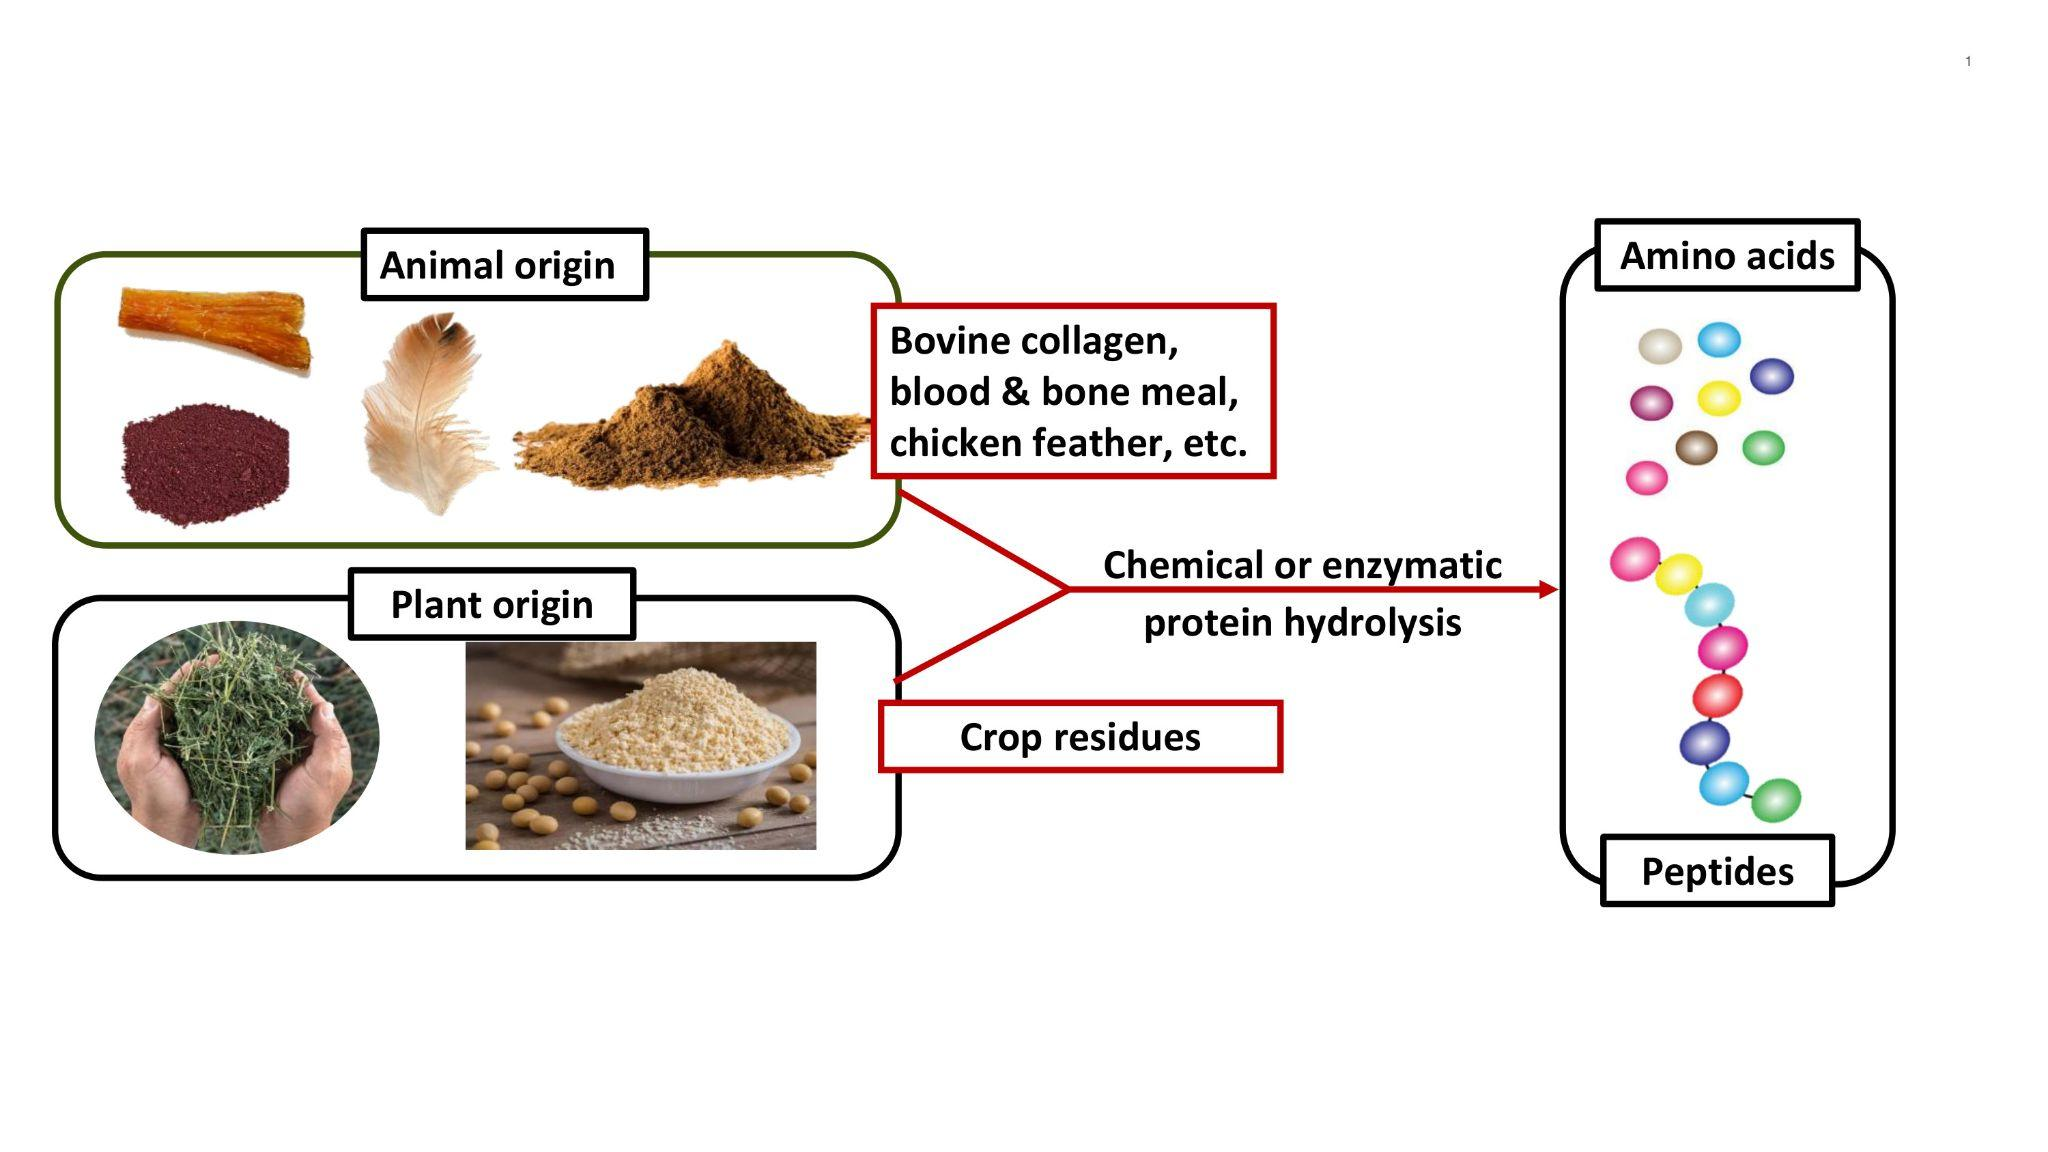 1
Animal origin
Bovine collagen,
blood & bone meal,
chicken feather, etc.
Plant origin
Crop residues
Chemical or enzymatic
protein hydrolysis
Amino acids
Peptides